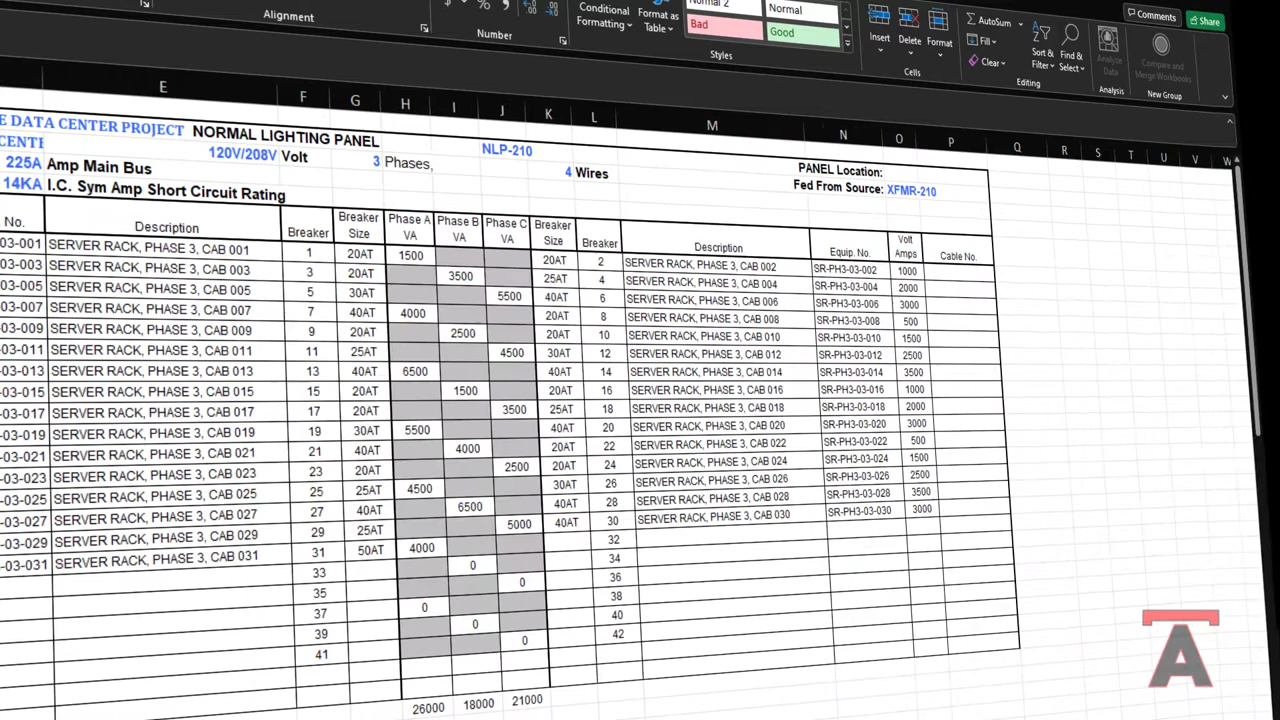 Comments
Share
Alignment
Number
Conditional Formatting
Format as Table
Normal 2
Normal
Bad
Good
Styles
Insert
Delete
Format
Cells
AutoSum
Fill
Clear
Sort & Filter
Find & Select
Editing
Analyze Data
Analysis
Compare and Merge Workbooks
New Group
E F G H I J K L M N O P Q R S T U V W
E DATA CENTER PROJECT NORMAL LIGHTING PANEL NLP-210 PANEL Location:
120V/208V Volt 3 Phases, 4 Wires Fed From Source: XFMR-210
225A Amp Main Bus
14KA I.C. Sym Amp Short Circuit Rating
No. Description Breaker Breaker Size Phase A VA Phase B VA Phase C VA Breaker Size Breaker Description Equip. No. Volt Amps Cable No.
03-001 SERVER RACK, PHASE 3, CAB 001 1 20AT 1500 20AT 2 SERVER RACK, PHASE 3, CAB 002 SR-PH3-03-002 1000
03-003 SERVER RACK, PHASE 3, CAB 003 3 20AT 3500 25AT 4 SERVER RACK, PHASE 3, CAB 004 SR-PH3-03-004 2000
03-005 SERVER RACK, PHASE 3, CAB 005 5 30AT 5500 40AT 6 SERVER RACK, PHASE 3, CAB 006 SR-PH3-03-006 3000
03-007 SERVER RACK, PHASE 3, CAB 007 7 40AT 4000 20AT 8 SERVER RACK, PHASE 3, CAB 008 SR-PH3-03-008 500
03-009 SERVER RACK, PHASE 3, CAB 009 9 20AT 2500 20AT 10 SERVER RACK, PHASE 3, CAB 010 SR-PH3-03-010 1500
03-011 SERVER RACK, PHASE 3, CAB 011 11 25AT 4500 30AT 12 SERVER RACK, PHASE 3, CAB 012 SR-PH3-03-012 2500
03-013 SERVER RACK, PHASE 3, CAB 013 13 40AT 6500 40AT 14 SERVER RACK, PHASE 3, CAB 014 SR-PH3-03-014 3500
03-015 SERVER RACK, PHASE 3, CAB 015 15 20AT 1500 20AT 16 SERVER RACK, PHASE 3, CAB 016 SR-PH3-03-016 1000
03-017 SERVER RACK, PHASE 3, CAB 017 17 20AT 3500 25AT 18 SERVER RACK, PHASE 3, CAB 018 SR-PH3-03-018 2000
-03-019 SERVER RACK, PHASE 3, CAB 019 19 30AT 5500 40AT 20 SERVER RACK, PHASE 3, CAB 020 SR-PH3-03-020 3000
-03-021 SERVER RACK, PHASE 3, CAB 021 21 40AT 4000 20AT 22 SERVER RACK, PHASE 3, CAB 022 SR-PH3-03-022 500
-03-023 SERVER RACK, PHASE 3, CAB 023 23 20AT 2500 20AT 24 SERVER RACK, PHASE 3, CAB 024 SR-PH3-03-024 1500
-03-025 SERVER RACK, PHASE 3, CAB 025 25 25AT 4500 30AT 26 SERVER RACK, PHASE 3, CAB 026 SR-PH3-03-026 2500
-03-027 SERVER RACK, PHASE 3, CAB 027 27 40AT 6500 40AT 28 SERVER RACK, PHASE 3, CAB 028 SR-PH3-03-028 3500
-03-029 SERVER RACK, PHASE 3, CAB 029 29 25AT 5000 40AT 30 SERVER RACK, PHASE 3, CAB 030 SR-PH3-03-030 3000
-03-031 SERVER RACK, PHASE 3, CAB 031 31 50AT 4000 32
33 0 34
35 0 36
37 0 38
39 0 40
41 0 42
26000 18000 21000
A